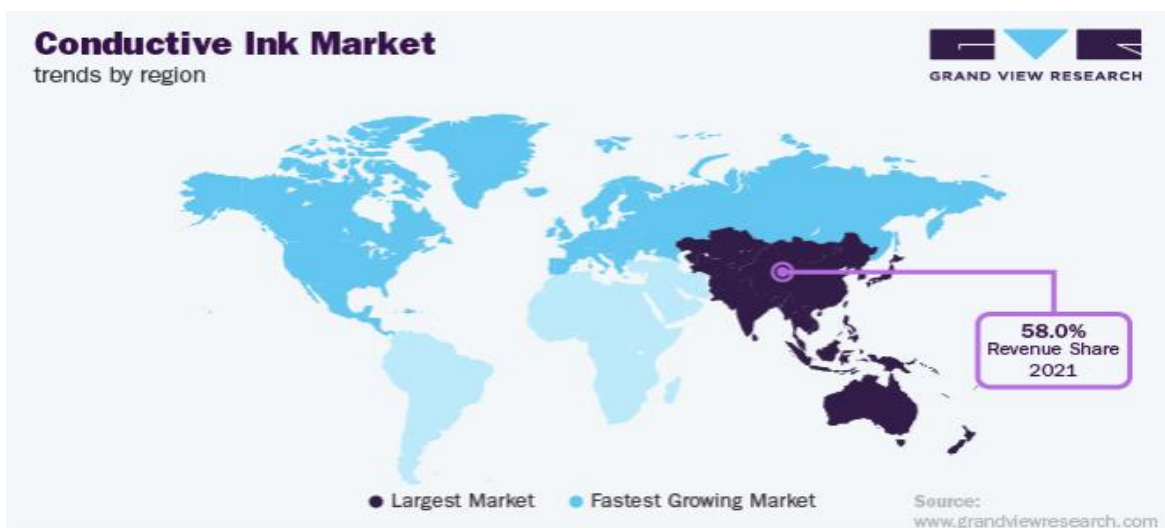 Conductive Ink Market
trends by region
GRAND VIEW RESEARCH
58.0%
Revenue Share
2021
Largest Market
Fastest Growing Market
Source:
www.grandviewresearch.com